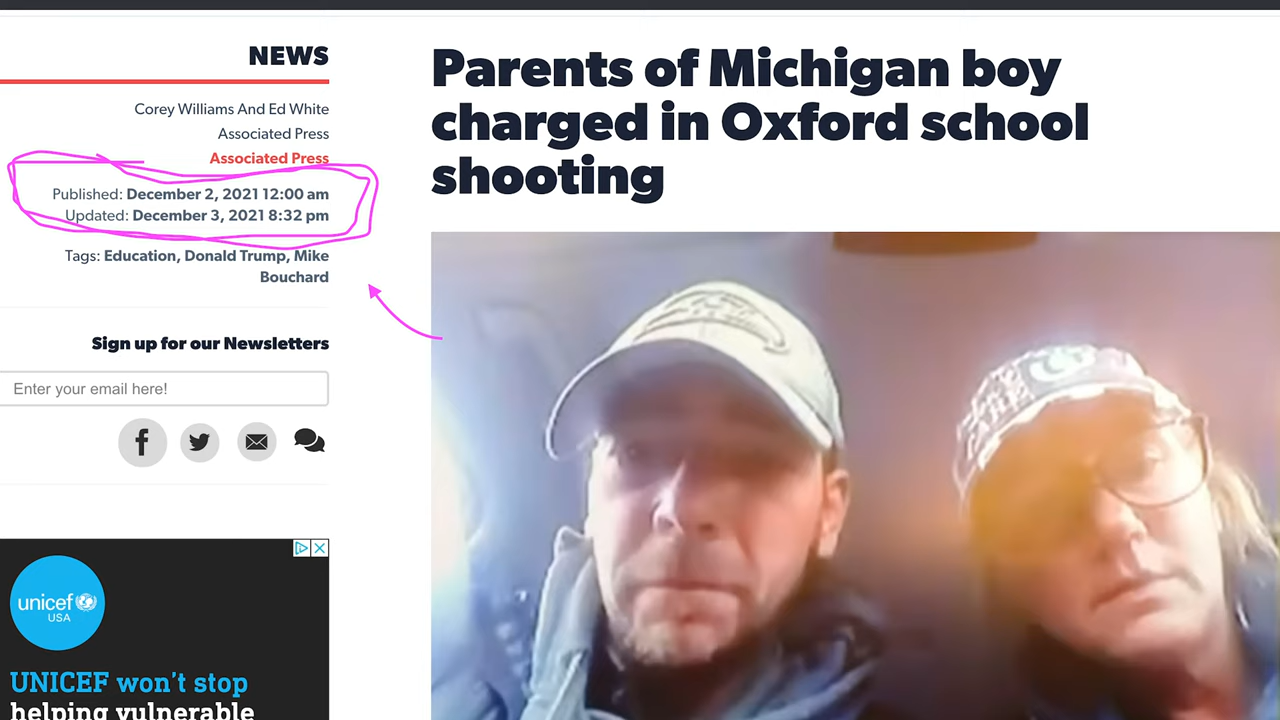 NEWS
Corey Williams And Ed White
Associated Press
Associated Press
Published: December 2, 2021 12:00 am
Updated: December 3, 2021 8:32 pm
Tags: Education, Donald Trump, Mike
Bouchard
Sign up for our Newsletters
Enter your email here!
unicef
USA
UNICEF won't stop
helping vulnerable
Parents of Michigan boy
charged in Oxford school
shooting